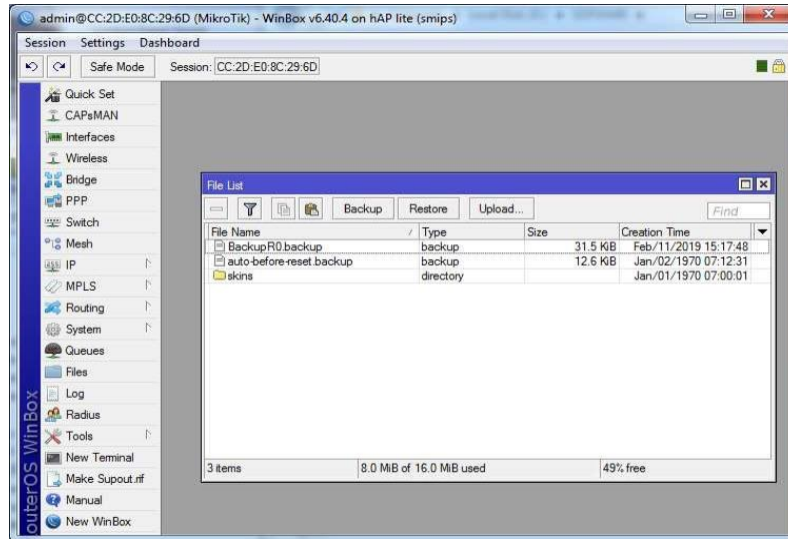 admin@CC:2D:E0:8C:29:6D (MikroTik) - WinBox v6.40.4 on hAP lite (smips)
Session Settings Dashboard
Safe Mode Session: CC:2D:E0:8C:29:6D
Quick Set
CAPsMAN
Interfaces
Wireless
Bridge
PPP
Switch
Mesh
IP
MPLS
Routing
System
Queues
Files
Log
Radius
Tools
New Terminal
Make Supout.rif
Manual
New WinBox
outerOS WinBox
File List
Backup Restore Upload... Find
File Name / Type Size Creation Time
BackupR0.backup backup 31.5 KiB Feb/11/2019 15:17:48
auto-before-reset.backup backup 12.6 KiB Jan/02/1970 07:12:31
skins directory Jan/01/1970 07:00:01
3 items 8.0 MiB of 16.0 MiB used 49% free